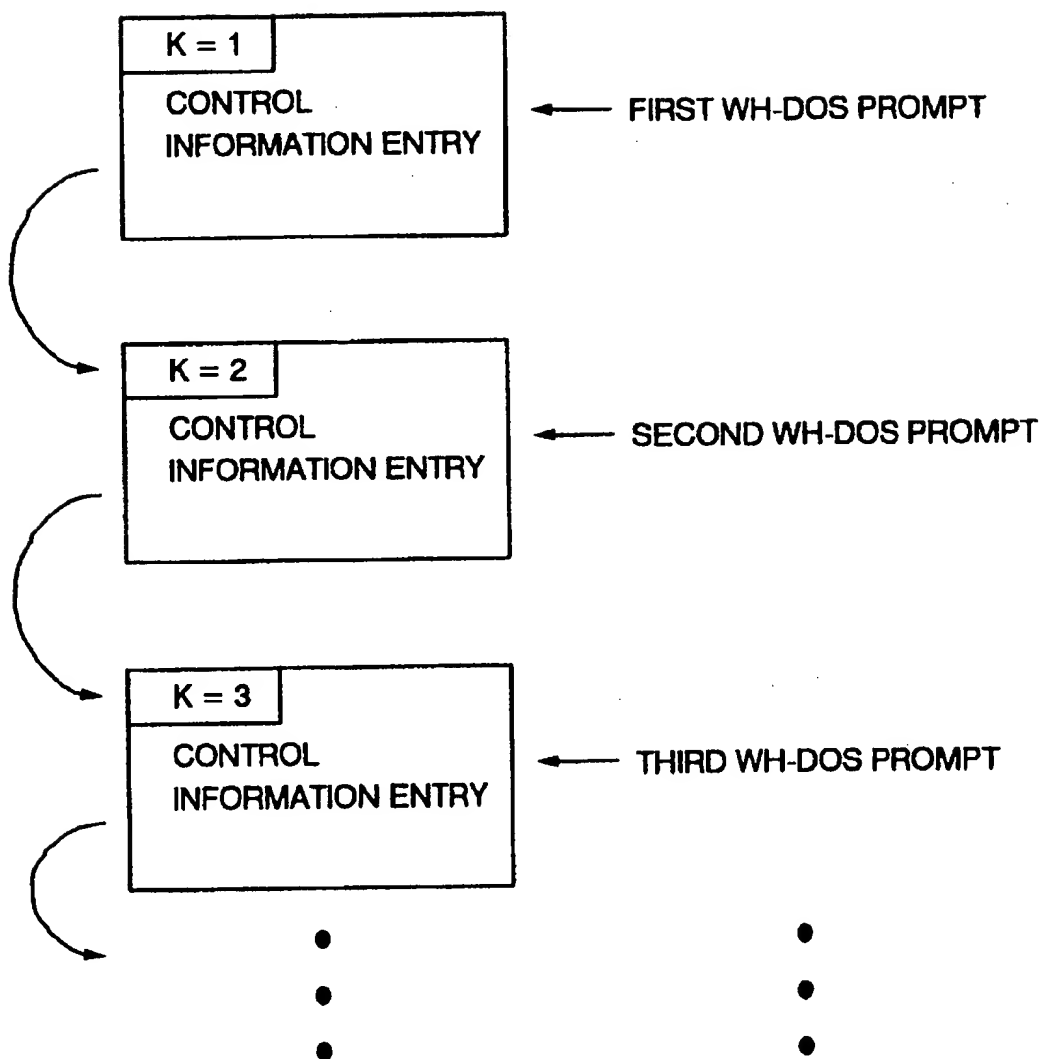 K = 1
CONTROL
INFORMATION ENTRY
FIRST WH-DOS PROMPT
K = 2
CONTROL
INFORMATION ENTRY
SECOND WH-DOS PROMPT
K = 3
CONTROL
INFORMATION ENTRY
THIRD WH-DOS PROMPT